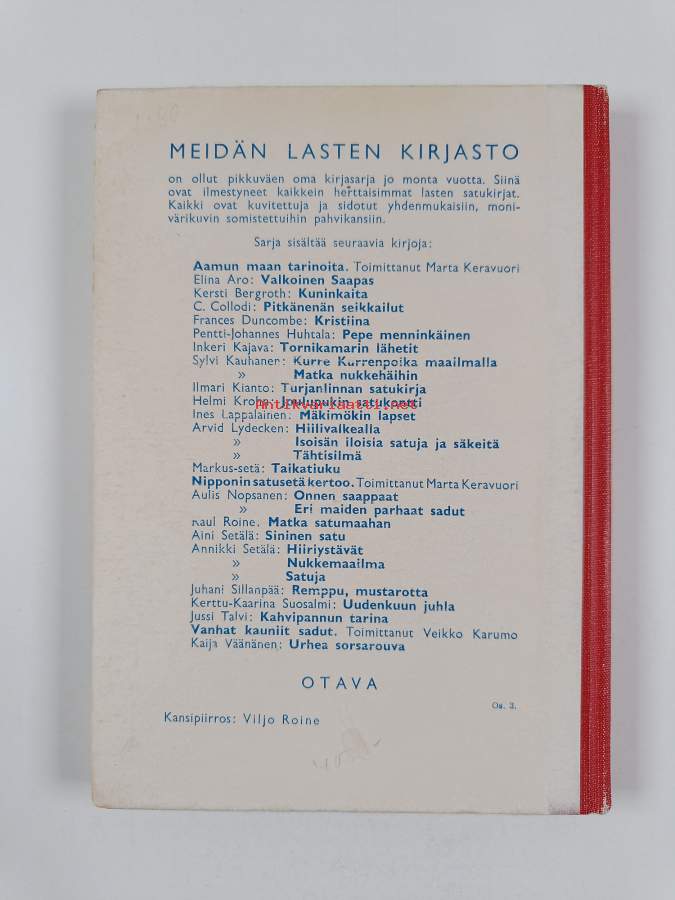 MEIDÄN LASTEN KIRJASTO
on ollut pikkuväen oma kirjasarja jo monta vuotta. Siinä
ovat ilmestyneet kaikkein herttaisimmat lasten satukirjat.
Kaikki ovat kuvitettuja ja sidotut yhdenmukaisiin, moni-
värikuvin somistettuihin pahvikansiin.
Sarja sisältää seuraavia kirjoja:
Aamun maan tarinoita. Toimittanut Marta Keravuori
Elina Aro: Valkoinen Saapas
Kersti Bergroth: Kuninkaita
C. Collodi: Pitkänenän seikkailut
Frances Duncombe: Kristiina
Pentti-Johannes Huhtala: Pepe menninkäinen
Inkeri Kajava: Tornikamarin lähetit
Sylvi Kauhanen: Kurre Kurrenpoika maailmalla
» Matka nukkehäihin
Ilmari Kianto: Turjanlinnan satukirja
Helmi Krohn: Joulupukin satukontti
Antikvariaatti.net
Ines Lappalainen: Mäkimökin lapset
Arvid Lydecken: Hiilivalkealla
» Isoisän iloisia satuja ja säkeitä
» Tähtisilmä
Markus-setä: Taikatiuku
Nipponin satusetä kertoo. Toimittanut Marta Keravuori
Aulis Nopsanen: Onnen saappaat
» Eri maiden parhaat sadut
Raul Roine. Matka satumaahan
Aini Setälä: Sininen satu
Annikki Setälä: Hiiriystävät
» Nukkemaailma
» Satuja
Juhani Sillanpää: Remppu, mustarotta
Kerttu-Kaarina Suosalmi: Uudenkuun juhla
Jussi Talvi: Kahvipannun tarina
Vanhat kauniit sadut. Toimittanut Veikko Karumo
Kaija Väänänen: Urhea sorsarouva
OTAVA
Os. 3.
Kansipiirros: Viljo Roine